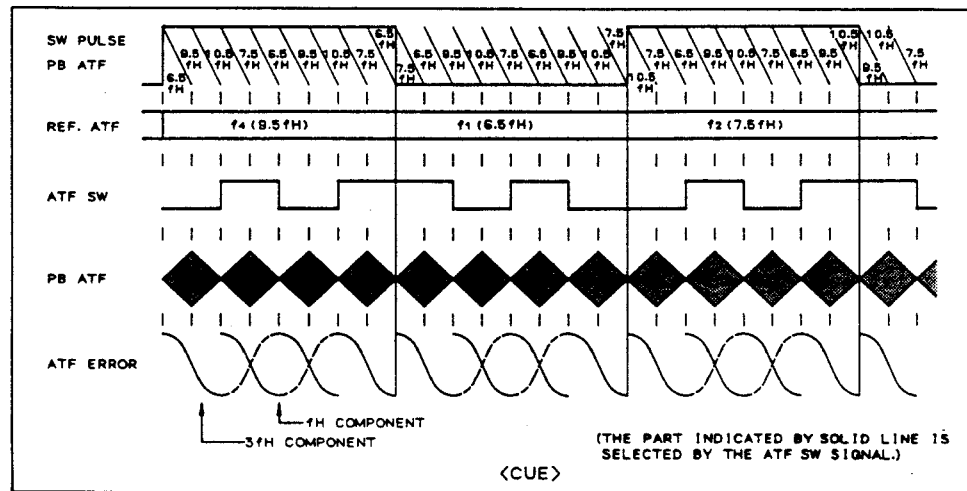 SW PULSE
PB ATF
6.5 fH
9.5 fH
10.5 fH
7.5 fH
6.5 fH
9.5 fH
10.5 fH
7.5 fH
6.5 fH
7.5 fH
6.5 fH
9.5 fH
10.5 fH
7.5 fH
6.5 fH
9.5 fH
10.5 fH
7.5 fH
10.5 fH
7.5 fH
6.5 fH
9.5 fH
10.5 fH
7.5 fH
6.5 fH
9.5 fH
10.5 fH
9.5 fH
10.5 fH
7.5 fH
REF. ATF
f4 (9.5fH)
f1 (6.5fH)
f2 (7.5fH)
ATF SW
PB ATF
ATF ERROR
fH COMPONENT
3fH COMPONENT
(THE PART INDICATED BY SOLID LINE IS
SELECTED BY THE ATF SW SIGNAL.)
<CUE>